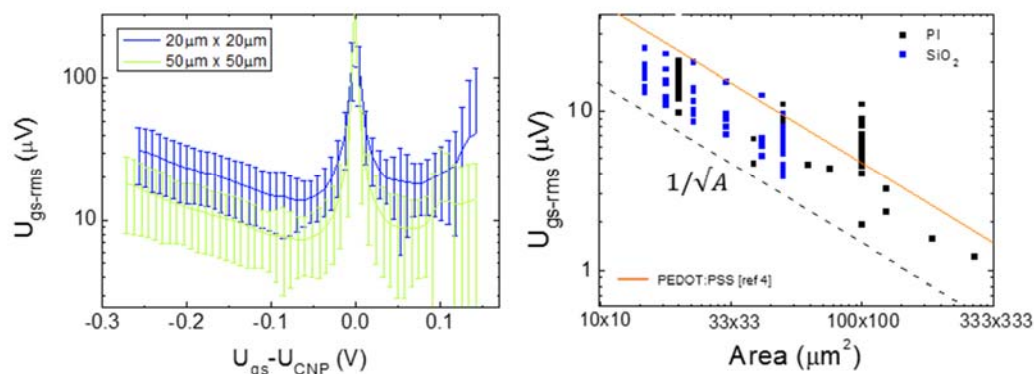 20μm x 20μm
50μm x 50μm
100
10
U_gs-rms (μV)
-0.3
-0.2
-0.1
0.0
0.1
U_gs-U_CNP (V)
PI
SiO₂
10
1
U_gs-rms (μV)
1/√A
PEDOT:PSS [ref 4]
10x10
33x33
100x100
333x333
Area (μm²)